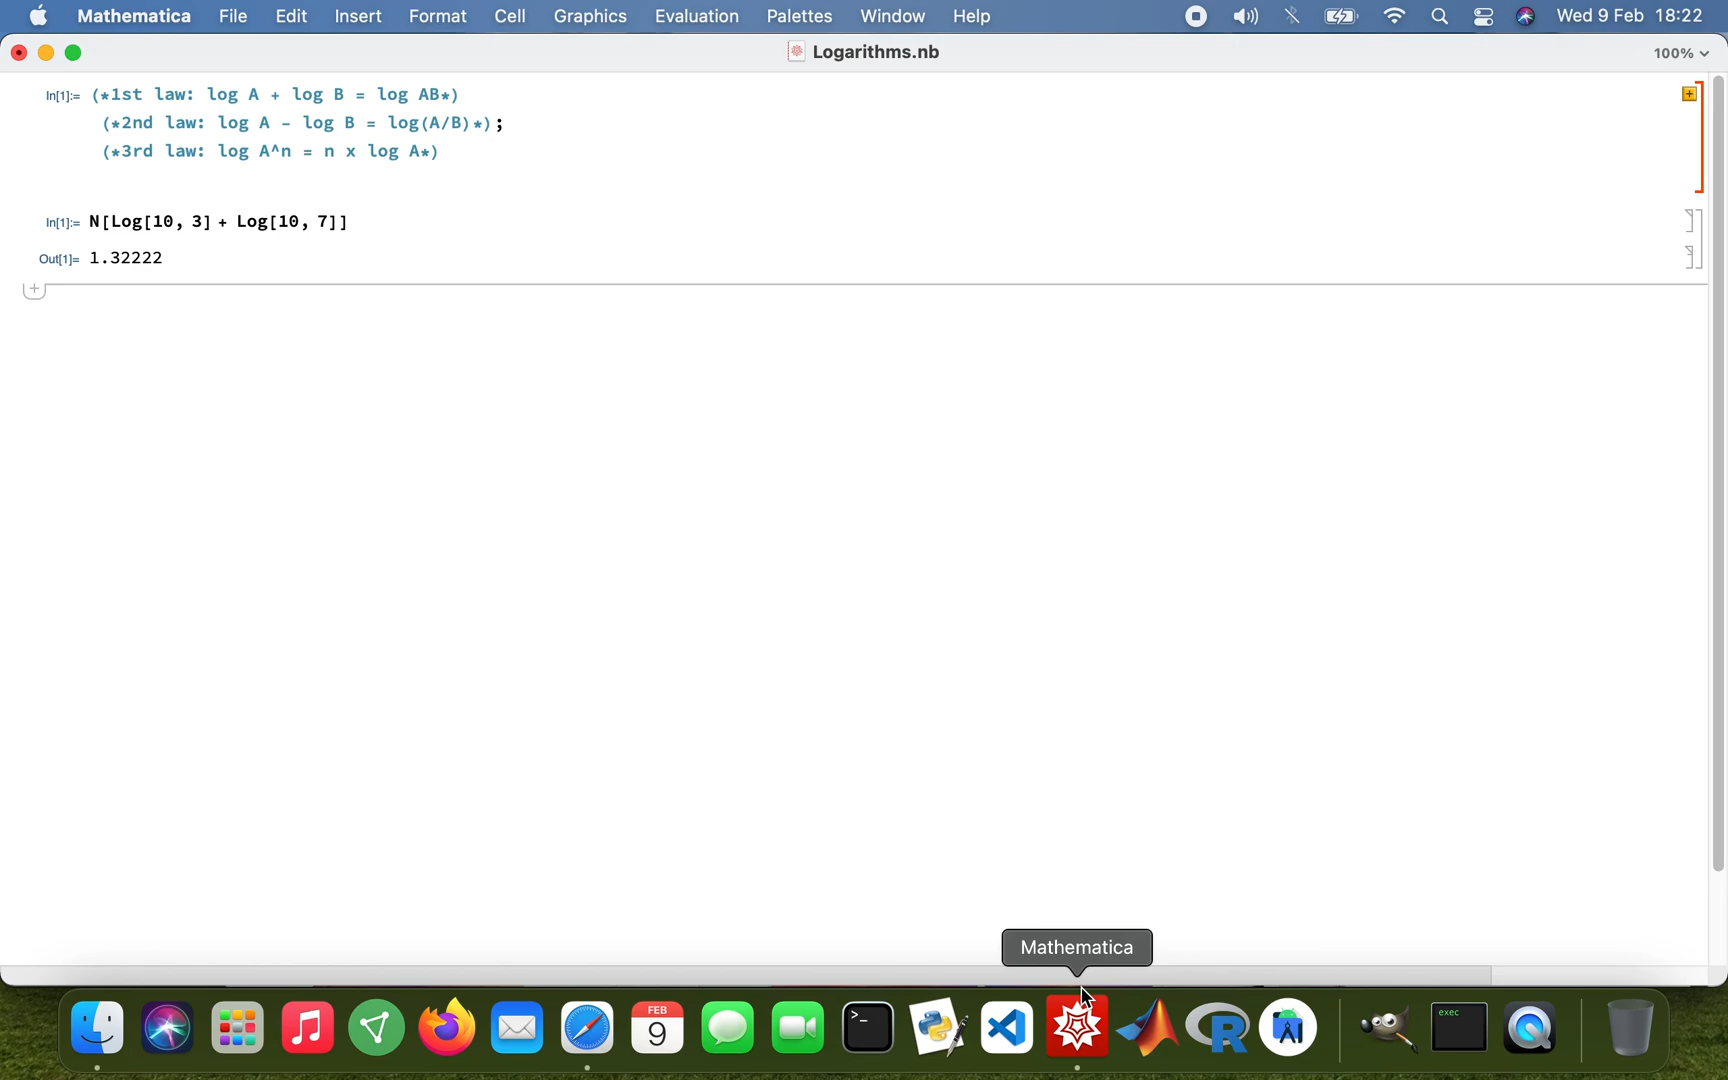 Mathematica File Edit Insert Format Cell Graphics Evaluation Palettes Window Help Wed 9 Feb 18:22
Logarithms.nb
100%
In[1]:= (*1st law: log A + log B = log AB*)
(*2nd law: log A - log B = log(A/B)*);
(*3rd law: log A^n = n x log A*)
In[1]:= N[Log[10, 3] + Log[10, 7]]
Out[1]= 1.32222
Mathematica
FEB
9
>_
exec
R